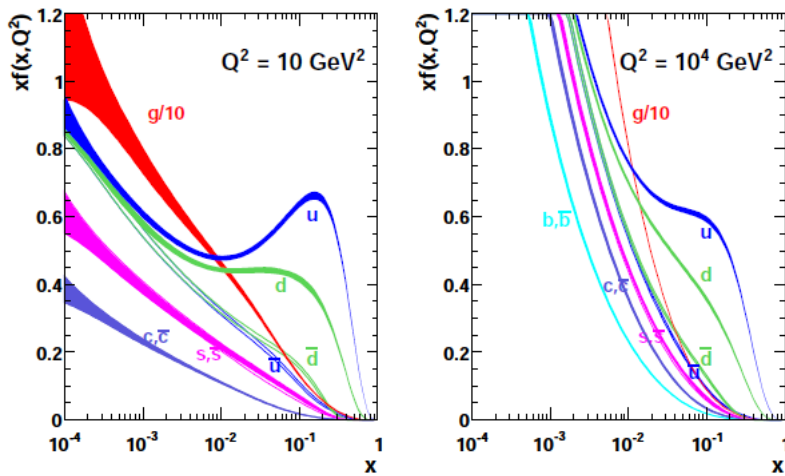 xf(x,Q²)
1.2
1
0.8
0.6
0.4
0.2
0
Q² = 10 GeV²
g/10
u
d
c,c̅
s,s̅
d̅
u̅
10⁻⁴
10⁻³
10⁻²
10⁻¹
1
x
xf(x,Q²)
1.2
1
0.8
0.6
0.4
0.2
0
Q² = 10⁴ GeV²
g/10
b,b̅
u
d
c,c̅
s,s̅
d̅
u̅
10⁻⁴
10⁻³
10⁻²
10⁻¹
1
x